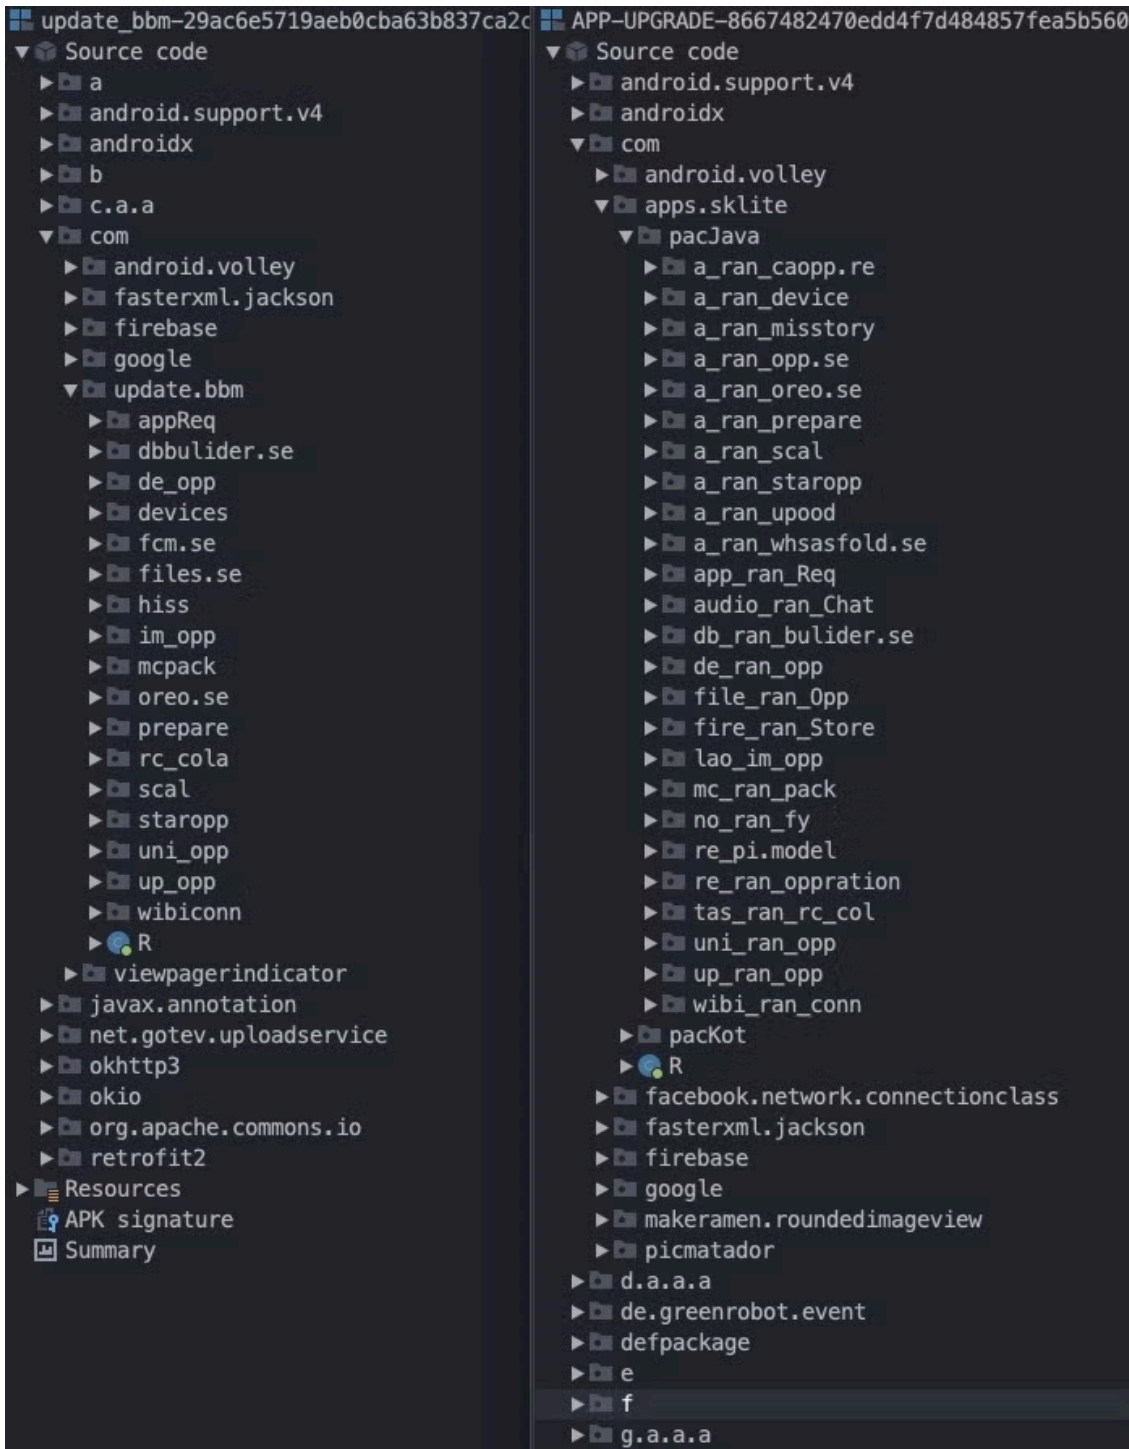 update_bbm-29ac6e5719aeb0cba63b837ca2c
Source code
a
android.support.v4
androidx
b
c.a.a
com
android.volley
fasterxml.jackson
firebase
google
update.bbm
appReq
dbbulider.se
de_opp
devices
fcm.se
files.se
hiss
im_opp
mcpack
oreo.se
prepare
rc_cola
scal
staropp
uni_opp
up_opp
wibiconn
R
viewpagerindicator
javax.annotation
net.gotev.uploadservice
okhttp3
okio
org.apache.commons.io
retrofit2
Resources
APK signature
Summary
APP-UPGRADE-8667482470edd4f7d484857fea5b560
Source code
android.support.v4
androidx
com
android.volley
apps.sklite
pacJava
a_ran_caopp.re
a_ran_device
a_ran_misstory
a_ran_opp.se
a_ran_oreo.se
a_ran_prepare
a_ran_scal
a_ran_staropp
a_ran_upood
a_ran_whsasfold.se
app_ran_Req
audio_ran_Chat
db_ran_bulider.se
de_ran_opp
file_ran_Opp
fire_ran_Store
lao_im_opp
mc_ran_pack
no_ran_fy
re_pi.model
re_ran_oppration
tas_ran_rc_col
uni_ran_opp
up_ran_opp
wibi_ran_conn
pacKot
R
facebook.network.connectionclass
fasterxml.jackson
firebase
google
makeramen.roundedimageview
picmatador
d.a.a.a
de.greenrobot.event
defpackage
e
f
g.a.a.a